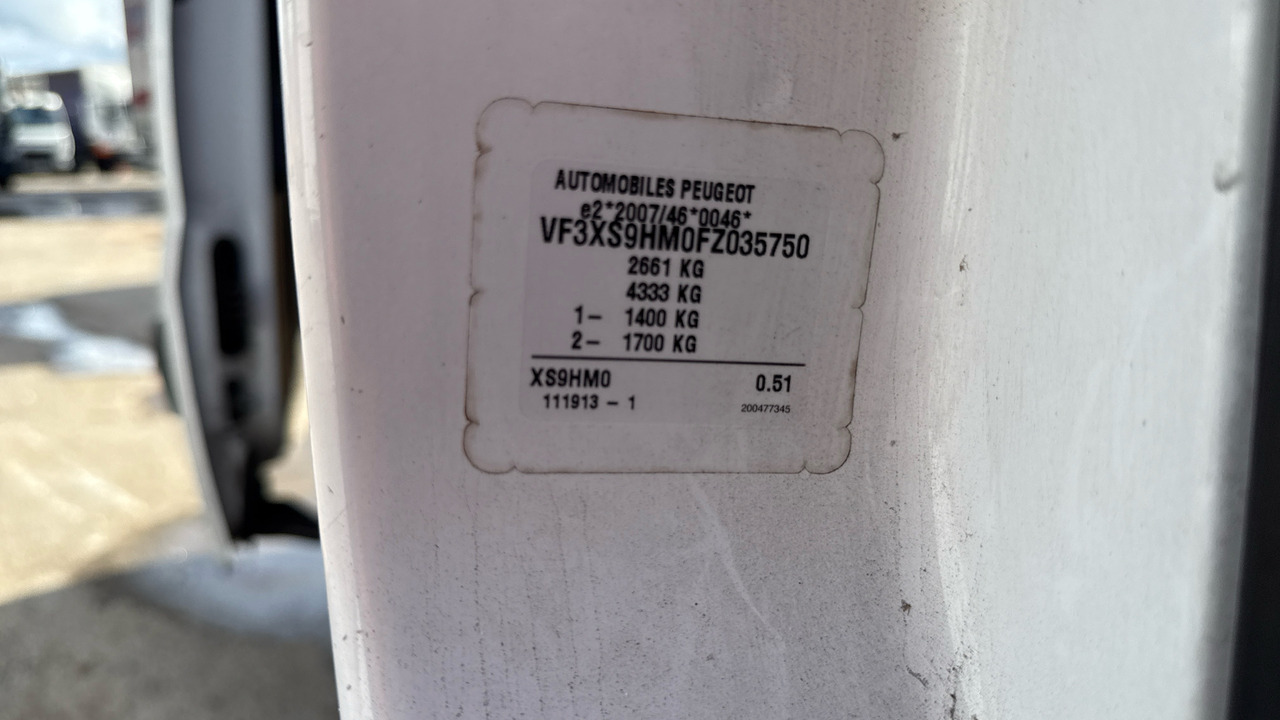 AUTOMOBILES PEUGEOT
e2*2007/46*0046*
VF3XS9HM0FZ035750
2661 KG
4333 KG
1- 1400 KG
2- 1700 KG
XS9HM0 0.51
111913 - 1 200477345